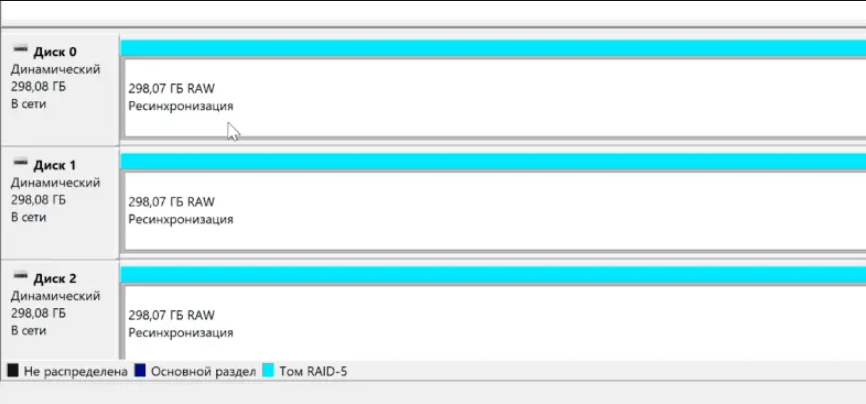 Диск 0
Динамический
298,08 ГБ
В сети
298,07 ГБ RAW
Ресинхронизация
Диск 1
Динамический
298,08 ГБ
В сети
298,07 ГБ RAW
Ресинхронизация
Диск 2
Динамический
298,08 ГБ
В сети
298,07 ГБ RAW
Ресинхронизация
Не распределена Основной раздел Том RAID-5